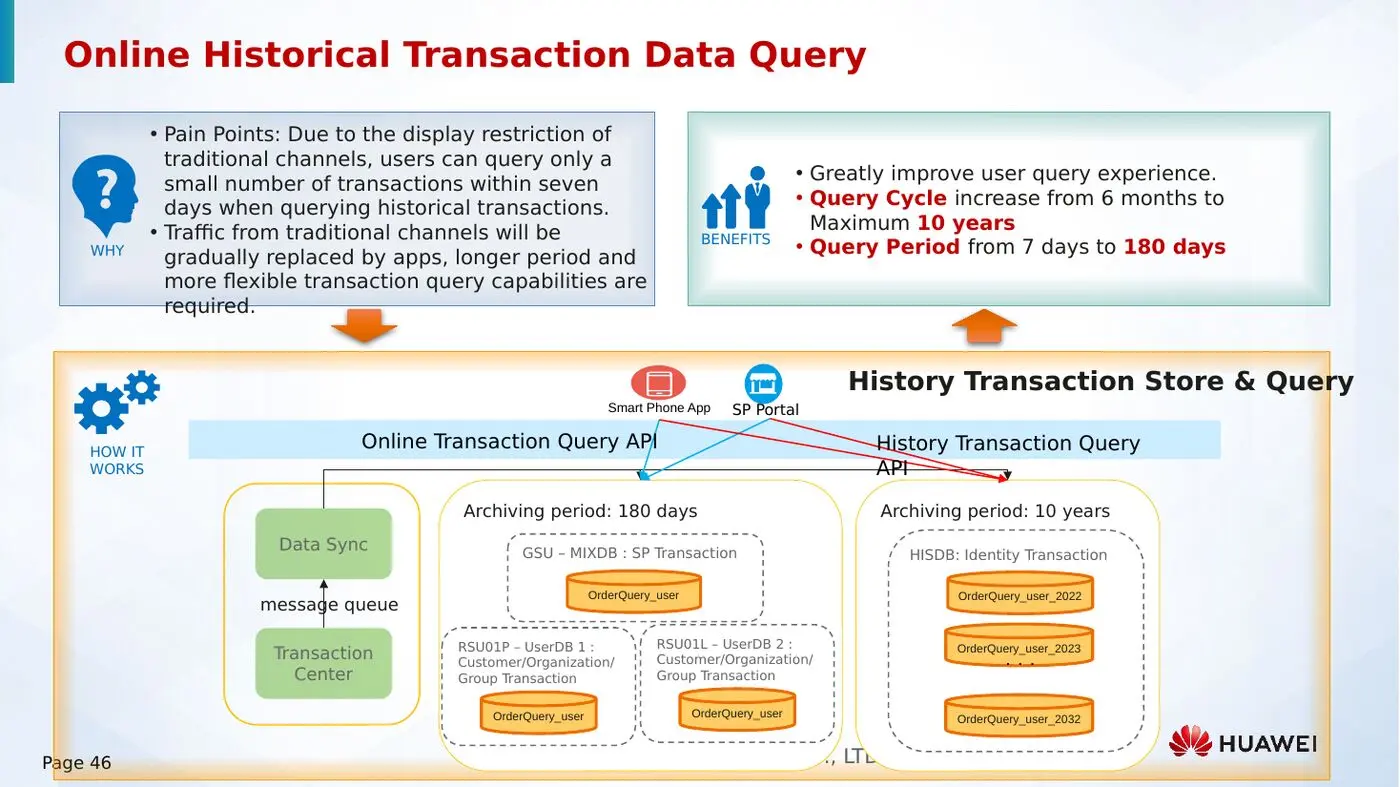 Online Historical Transaction Data Query
• Pain Points: Due to the display restriction of
traditional channels, users can query only a
small number of transactions within seven
days when querying historical transactions.
• Traffic from traditional channels will be
gradually replaced by apps, longer period and
more flexible transaction query capabilities are
required.
?
WHY
• Greatly improve user query experience.
• Query Cycle increase from 6 months to
Maximum 10 years
• Query Period from 7 days to 180 days
BENEFITS
HOW IT
WORKS
History Transaction Store & Query
Smart Phone App
SP Portal
Online Transaction Query API
History Transaction Query
API
Data Sync
message queue
Transaction
Center
Archiving period: 180 days
GSU – MIXDB : SP Transaction
OrderQuery_user
RSU01P – UserDB 1 :
Customer/Organization/
Group Transaction
OrderQuery_user
RSU01L – UserDB 2 :
Customer/Organization/
Group Transaction
OrderQuery_user
Archiving period: 10 years
HISDB: Identity Transaction
OrderQuery_user_2022
OrderQuery_user_2023
OrderQuery_user_2032
HUAWEI
Page 46
., LTD